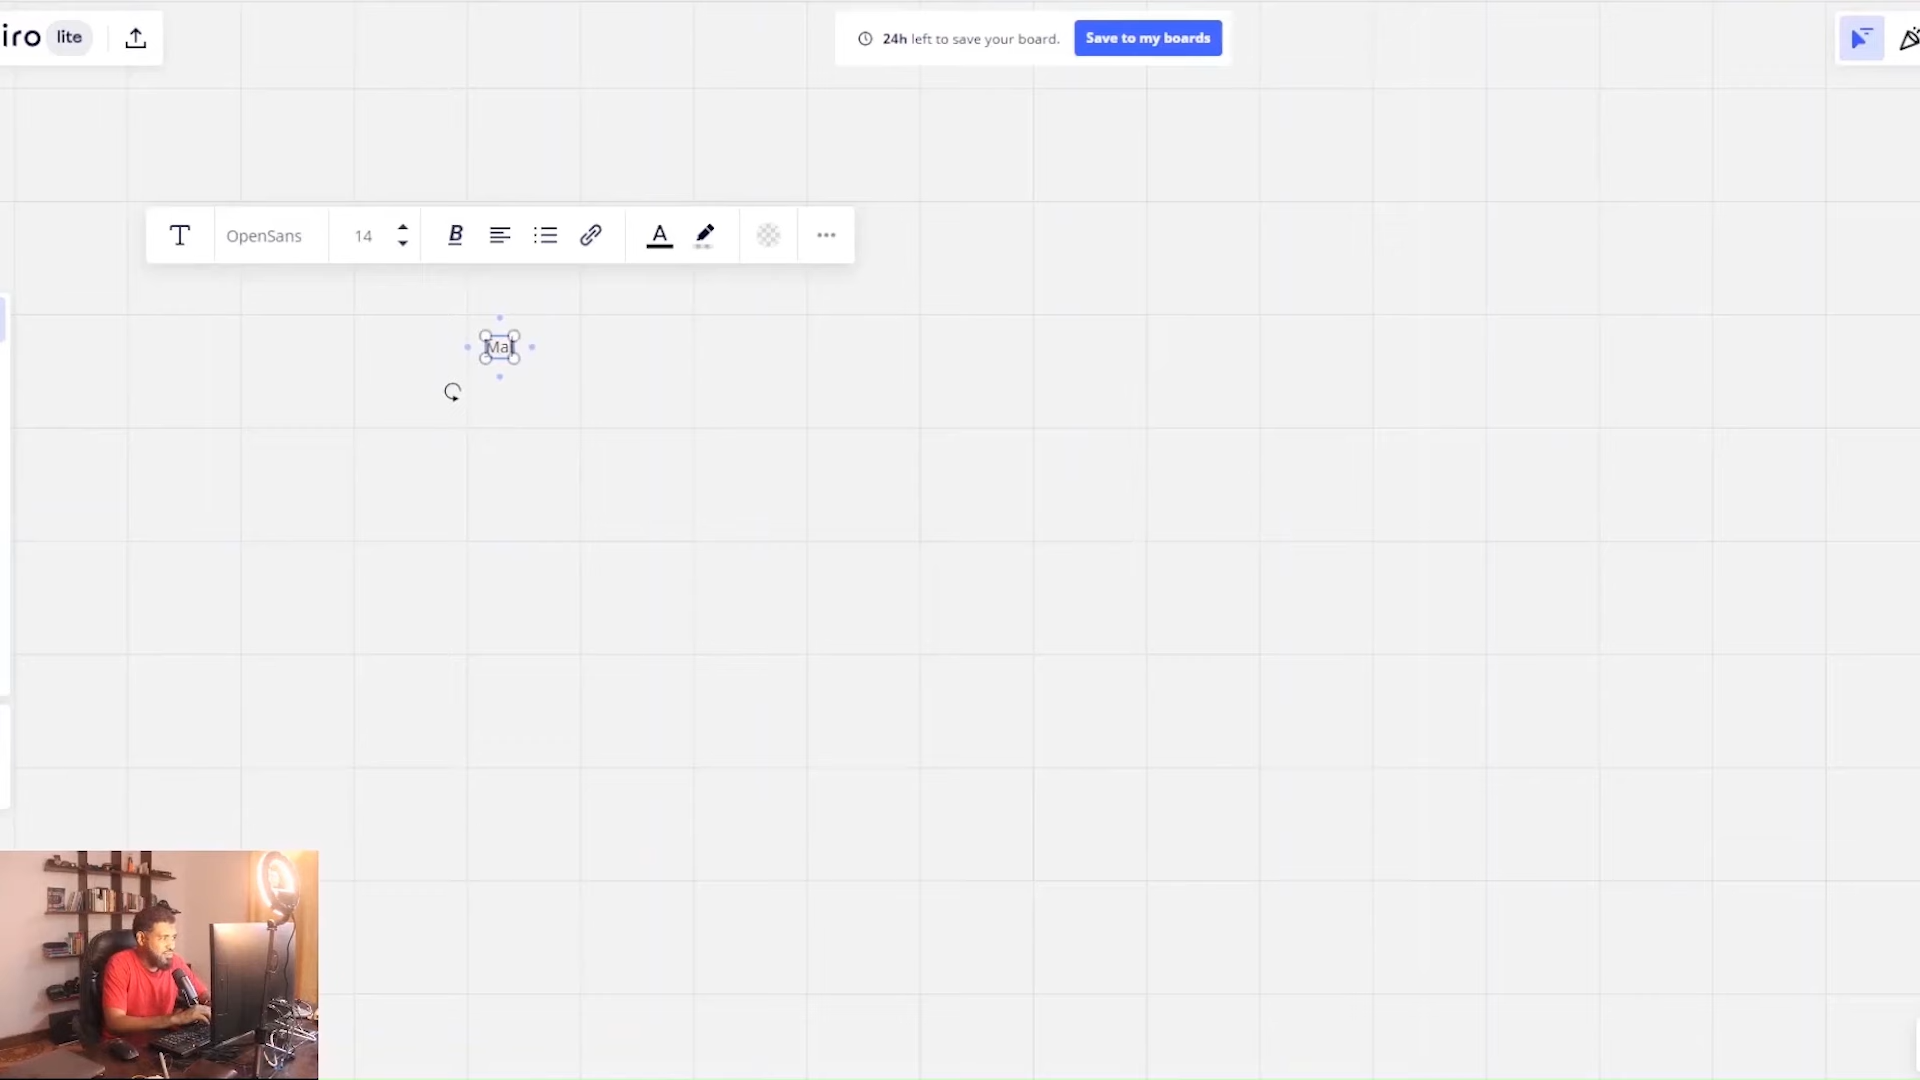 iro lite
24h left to save your board. Save to my boards
OpenSans 14 B A
Ma